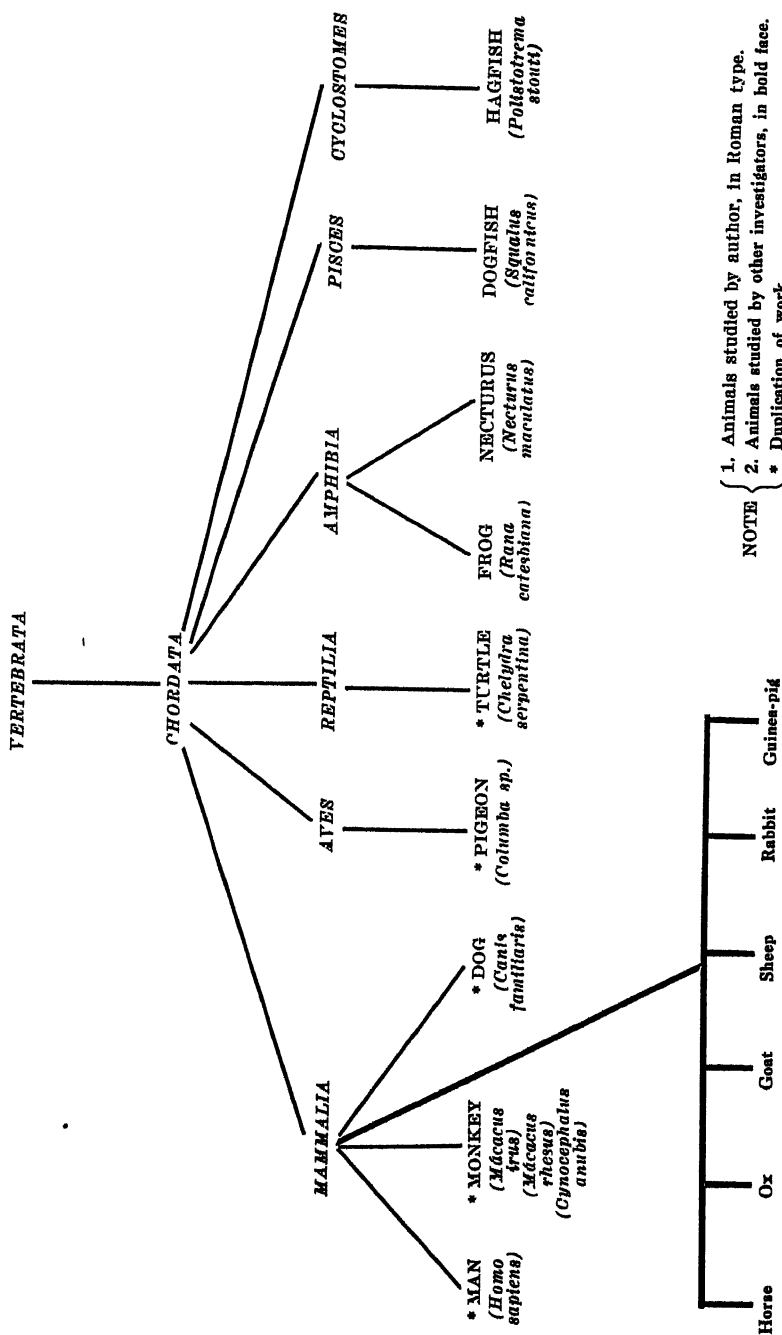 VERTEBRATA
CHORDATA
MAMMALIA
AVES
REPTILIA
AMPHIBIA
PISCES
CYCLOSTOMES
* MAN
(Homo
sapiens)
* MONKEY
(Mácacus
irus)
(Mácacus
rhesus)
(Cynocephalus
anubis)
* DOG
(Canis
familiaris)
* PIGEON
(Columba sp.)
* TURTLE
(Chelydra
serpentina)
FROG
(Rana
catesbiana)
NECTURUS
(Necturus
maculatus)
DOGFISH
(Squalus
californicus)
HAGFISH
(Polistotrema
stouti)
Horse
Ox
Goat
Sheep
Rabbit
Guinea-pig
NOTE
1. Animals studied by author, in Roman type.
2. Animals studied by other investigators, in bold face.
* Duplication of work